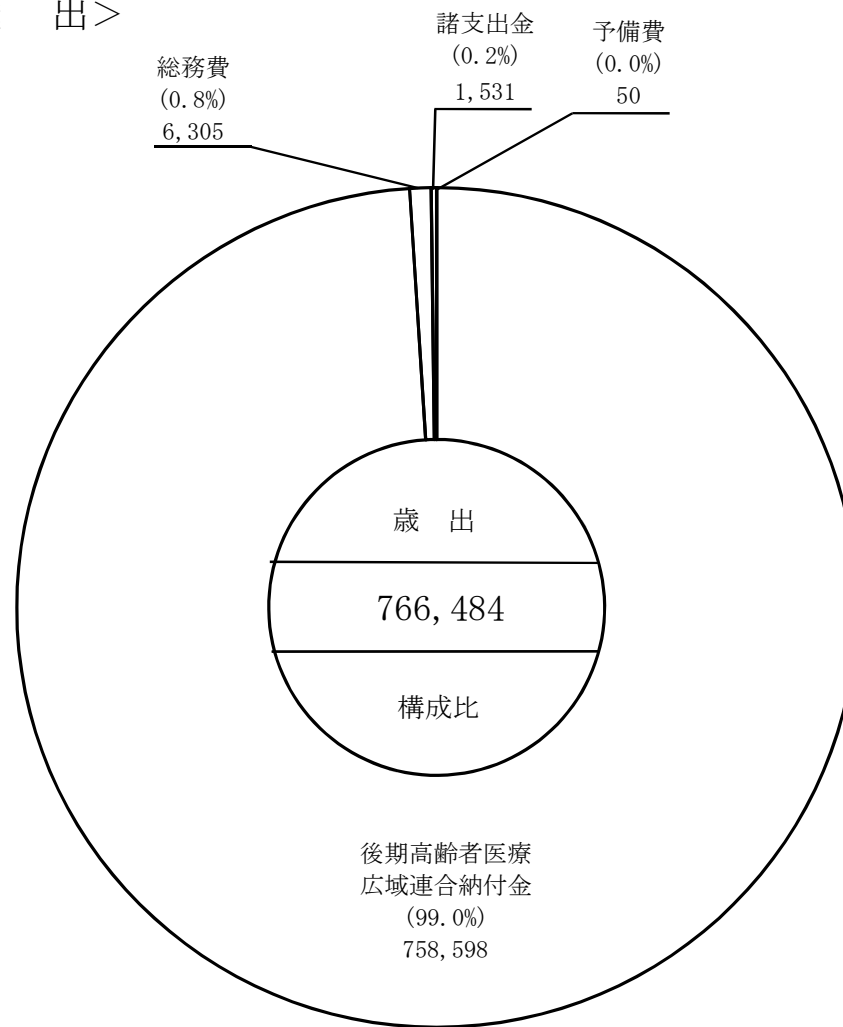 出>
諸支出金
(0.2%)
1,531
予備費
(0.0%)
50
総務費
(0.8%)
6,305
歳 出
766,484
構成比
後期高齢者医療
広域連合納付金
(99.0%)
758,598